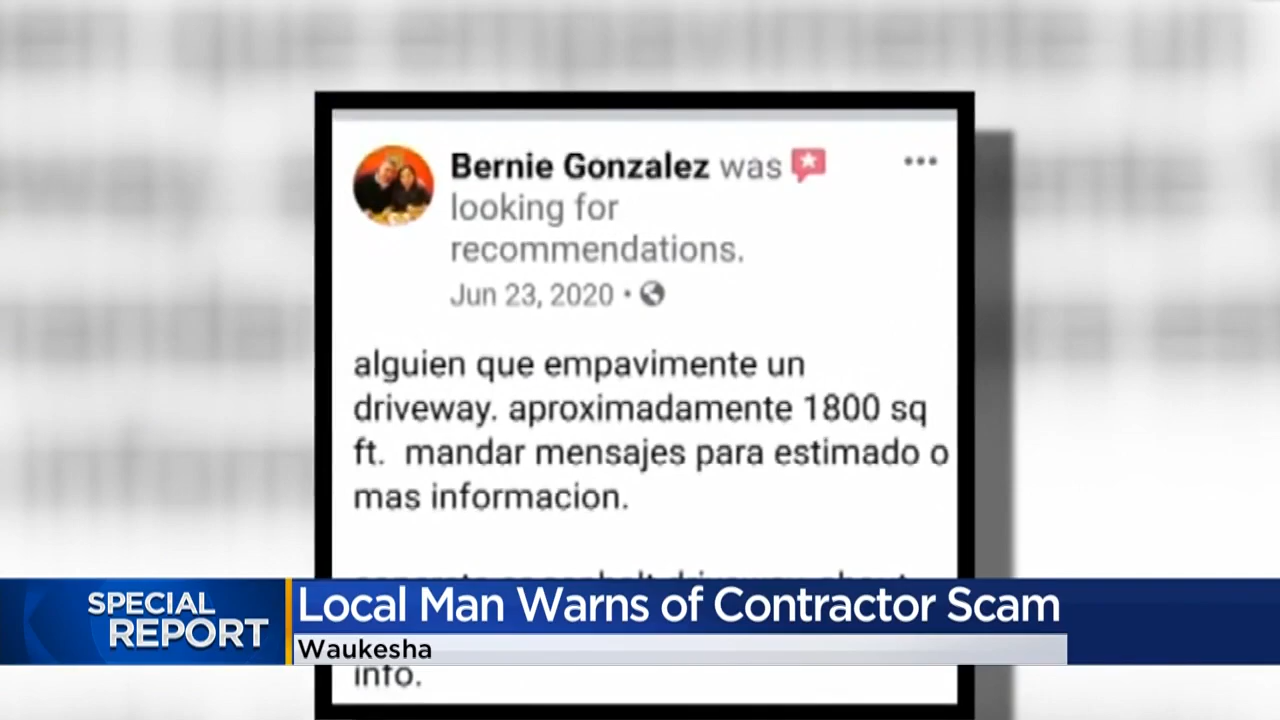 Bernie Gonzalez was
looking for
recommendations.
Jun 23, 2020 •
alguien que empavimente un
driveway. aproximadamente 1800 sq
ft. mandar mensajes para estimado o
mas informacion.
SPECIAL
REPORT
Local Man Warns of Contractor Scam
Waukesha
info.